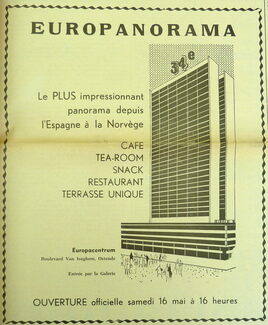 EUROPANORAMA
34e
Le PLUS impressionnant
panorama depuis
l'Espagne à la Norvège
CAFE
TEA-ROOM
SNACK
RESTAURANT
TERRASSE UNIQUE
Europacentrum
Boulevard Van Iseghem, Ostende
Entrée par la Galerie
OUVERTURE officielle samedi 16 mai à 16 heures